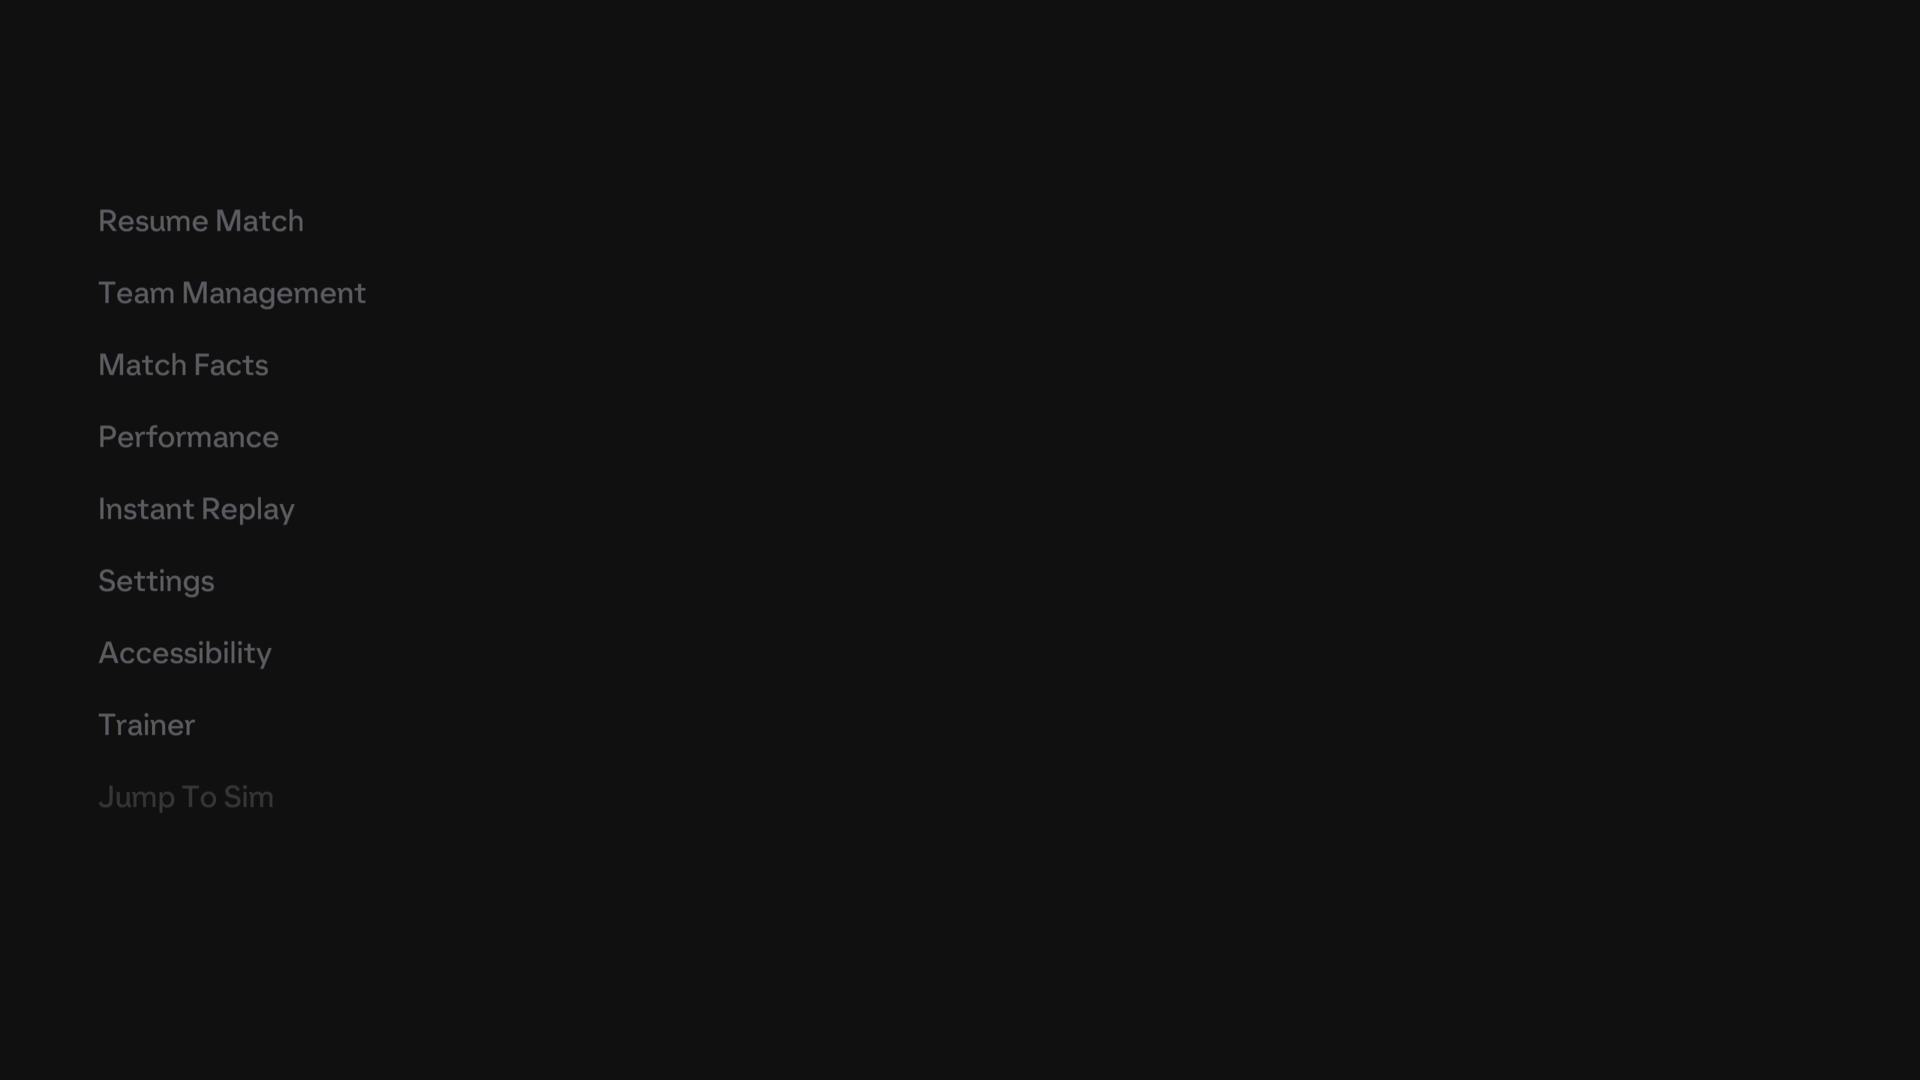 Resume Match
Team Management
Match Facts
Performance
Instant Replay
Settings
Accessibility
Trainer
Jump To Sim